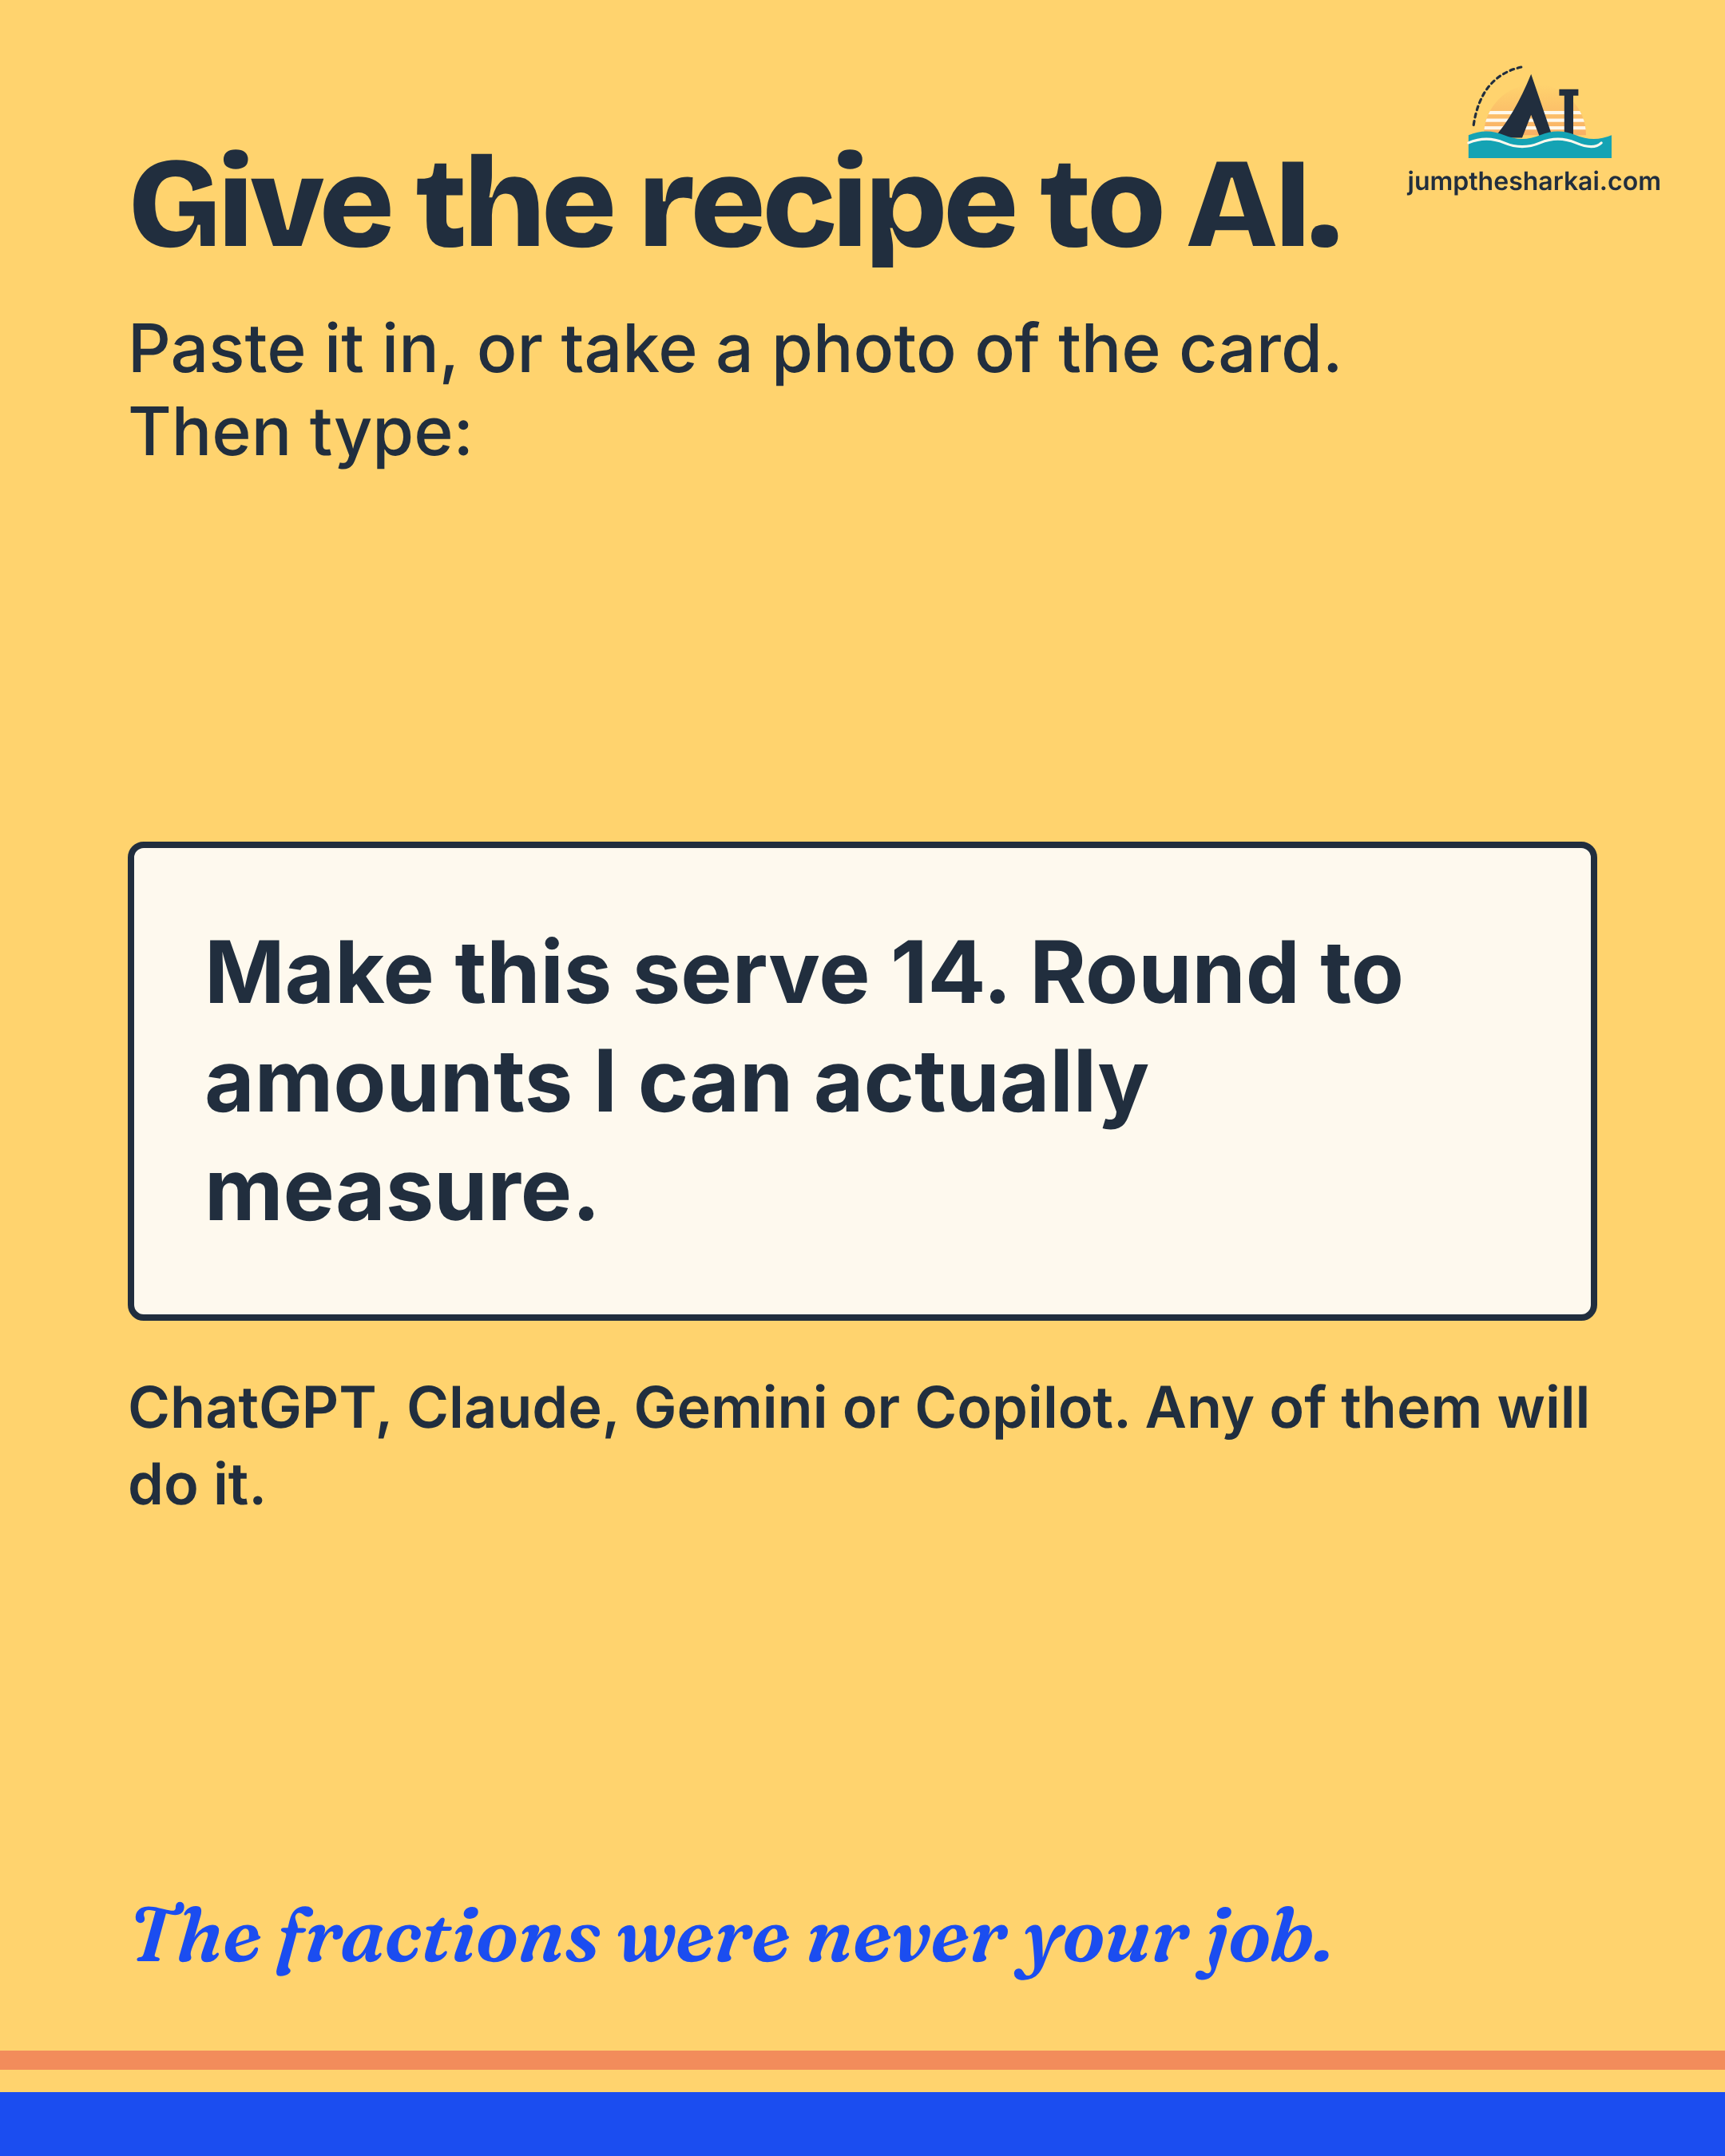 AI
jumpthesharkai.com
Give the recipe to AI.
Paste it in, or take a photo of the card.
Then type:
Make this serve 14. Round to
amounts I can actually
measure.
ChatGPT, Claude, Gemini or Copilot. Any of them will
do it.
The fractions were never your job.